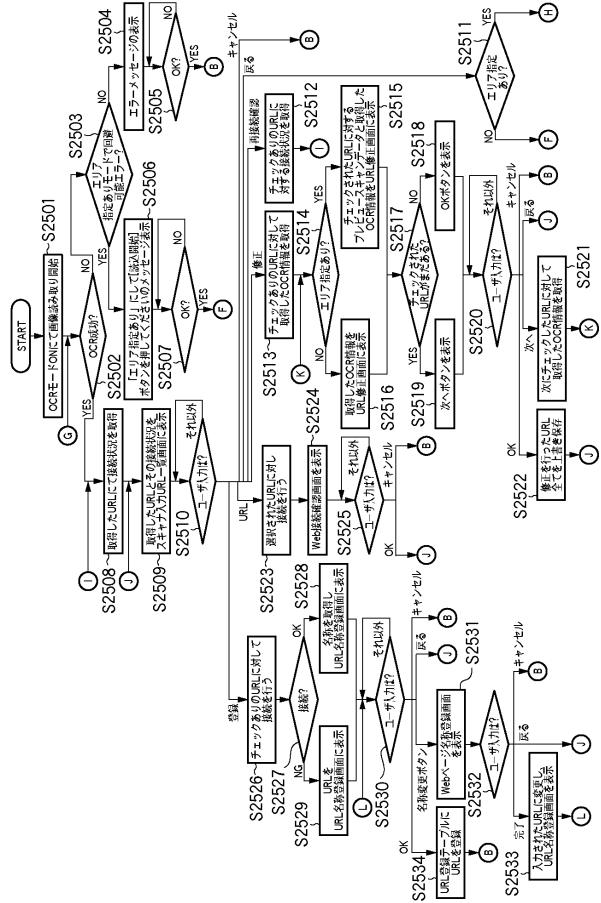 START
S2501
OCRモードONにて画像読み取り開始
G
OCR成功?
S2502
YES
NO
S2503
エリア
指定ありモードで回避
可能エラー?
NO
YES
S2504
エラーメッセージの表示
S2505
OK?
NO
YES
B
S2506
「エリア指定あり」にて「読込開始」
ボタンを押してくださいのメッセージ表示
S2507
OK?
NO
YES
F
I
取得したURLにて接続状況を取得
S2508
J
取得したURLとその接続状況を
スキャナ入力URL一覧画面に表示
S2509
S2510
ユーザ入力は?
それ以外
キャンセル
B
戻る
S2511
エリア指定
あり?
YES
H
NO
F
再接続確認
S2512
チェックありのURLに
対する接続状況を取得
I
修正
S2513
チェックありのURLに対して
取得したOCR情報を取得
K
S2514
エリア指定あり?
YES
NO
S2515
チェックされたURLに対する
プレビュースキャンデータと取得した
OCR情報をURL修正画面に表示
取得したOCR情報を
URL修正画面に表示
S2516
S2517
チェックされた
URLがまだある?
NO
YES
S2518
OKボタンを表示
次へボタンを表示
S2519
S2520
ユーザ入力は?
それ以外
キャンセル
B
戻る
J
次へ
S2521
次にチェックしたURLに対して
取得したOCR情報を取得
K
OK
S2522
修正を行ったURL
全てを上書き保存
J
URL
S2523
選択されたURLに対し
接続を行う
S2524
Web接続確認画面を表示
S2525
ユーザ入力は?
それ以外
キャンセル
B
OK
J
登録
S2526
チェックありのURLに対して
接続を行う
S2527
接続?
OK
NG
S2528
名称を取得し
URL名称登録画面に表示
S2529
URLを
URL名称登録画面に表示
L
S2530
ユーザ入力は?
それ以外
キャンセル
B
戻る
J
名称変更ボタン
S2531
Webページ名称登録画面
を表示
S2532
ユーザ入力は?
キャンセル
B
戻る
J
完了
S2533
入力されたURLに変更し、
URL名称登録画面を表示
L
OK
S2534
URL登録テーブルに
URLを登録
B